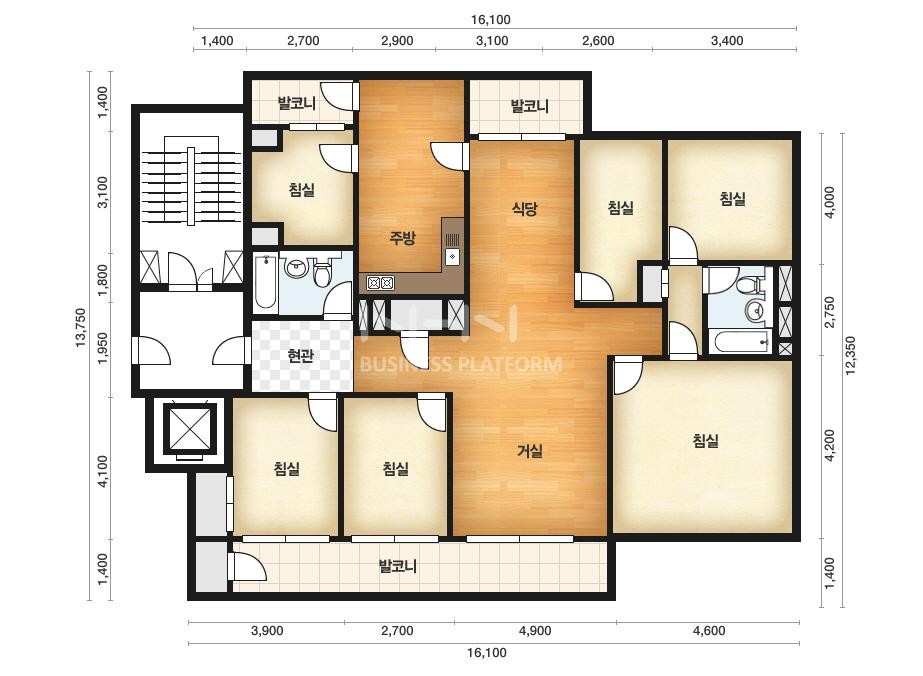 16,100
1,400 2,700 2,900 3,100 2,600 3,400
발코니 발코니
1,400
침실 3,100
식당 침실 침실 4,000
주방
1,800
2,750
13,750
현관 1,950
NHN
BUSINESS PLATFORM
12,350
침실 침실 거실 침실
4,100 4,200
발코니
1,400 1,400
3,900 2,700 4,900 4,600
16,100